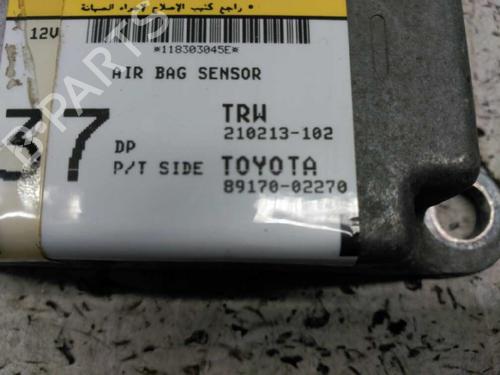 راجع كتيب الإصلاح لإجراء الصيانة
12V
*118303045E*
AIR BAG SENSOR
37
TRW
210213-102
DP
P/T SIDE TOYOTA
89170-02270
B-PARTS